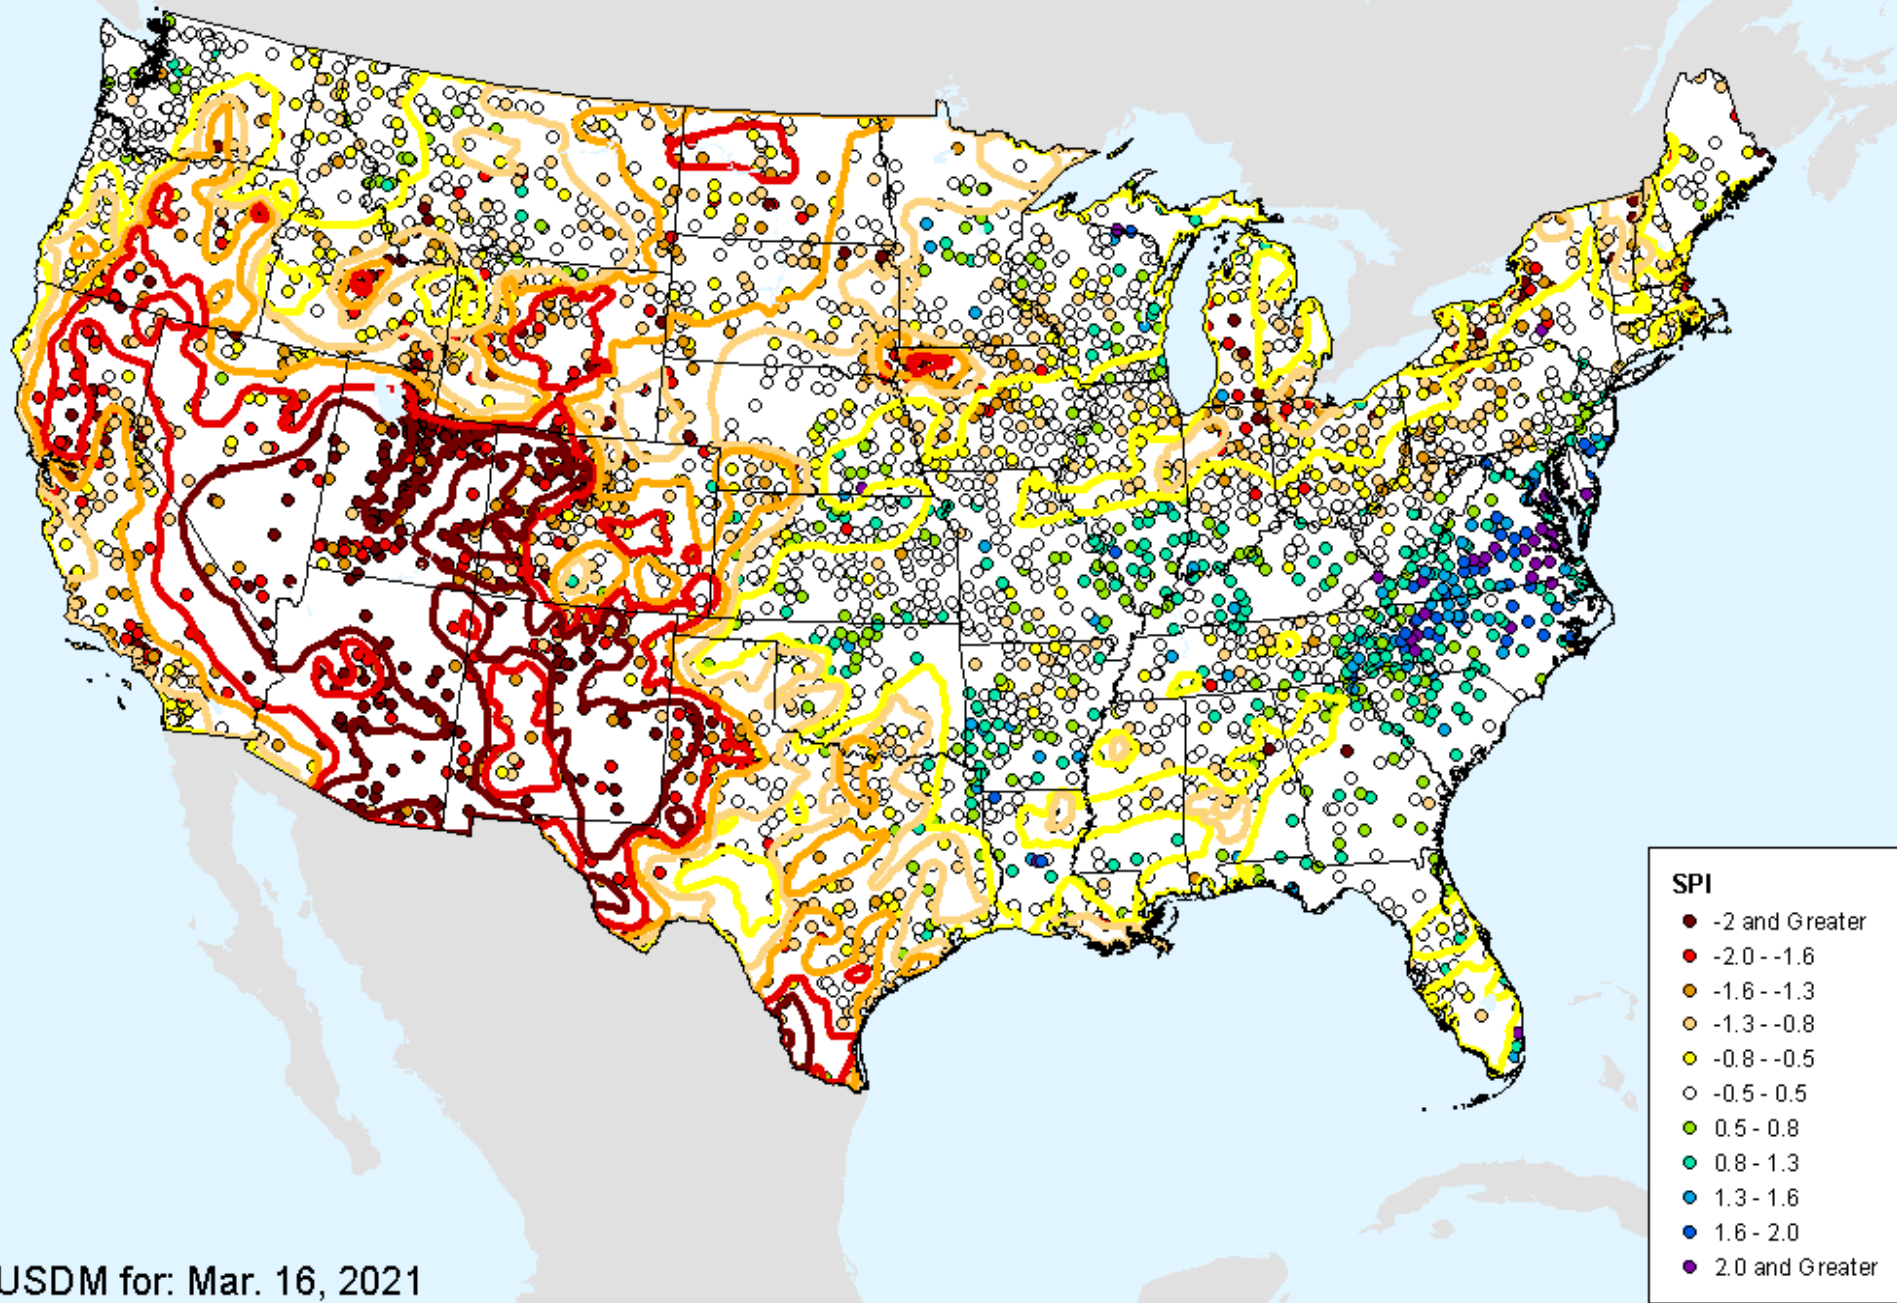 SPI
-2 and Greater
-2.0 - -1.6
-1.6 - -1.3
-1.3 - -0.8
-0.8 - -0.5
-0.5 - 0.5
0.5 - 0.8
0.8 - 1.3
1.3 - 1.6
1.6 - 2.0
2.0 and Greater
USDM for: Mar. 16, 2021